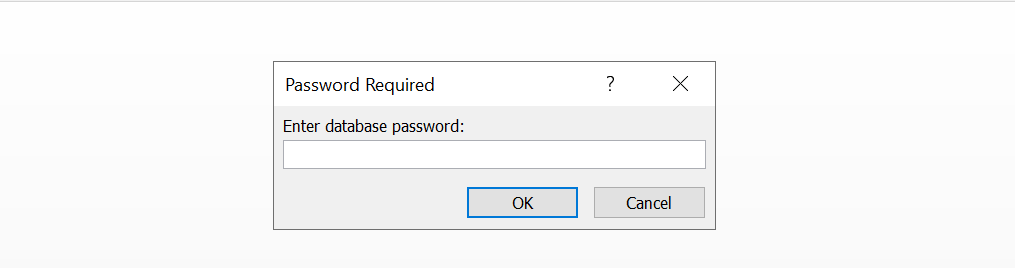 Password Required ?
Enter database password:
OK Cancel